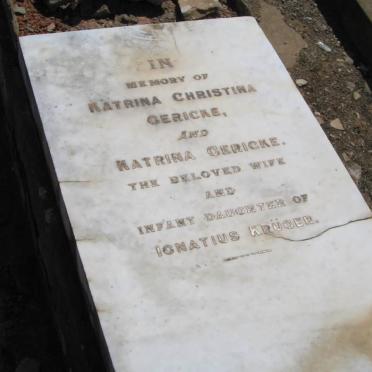 IN
MEMORY OF
KATRINA CHRISTINA
GERICKE,
AND
KATRINA GERICKE.
THE BELOVED WIFE
AND
INFANT DAUGHTER OF
IGNATIUS KRÜGER.